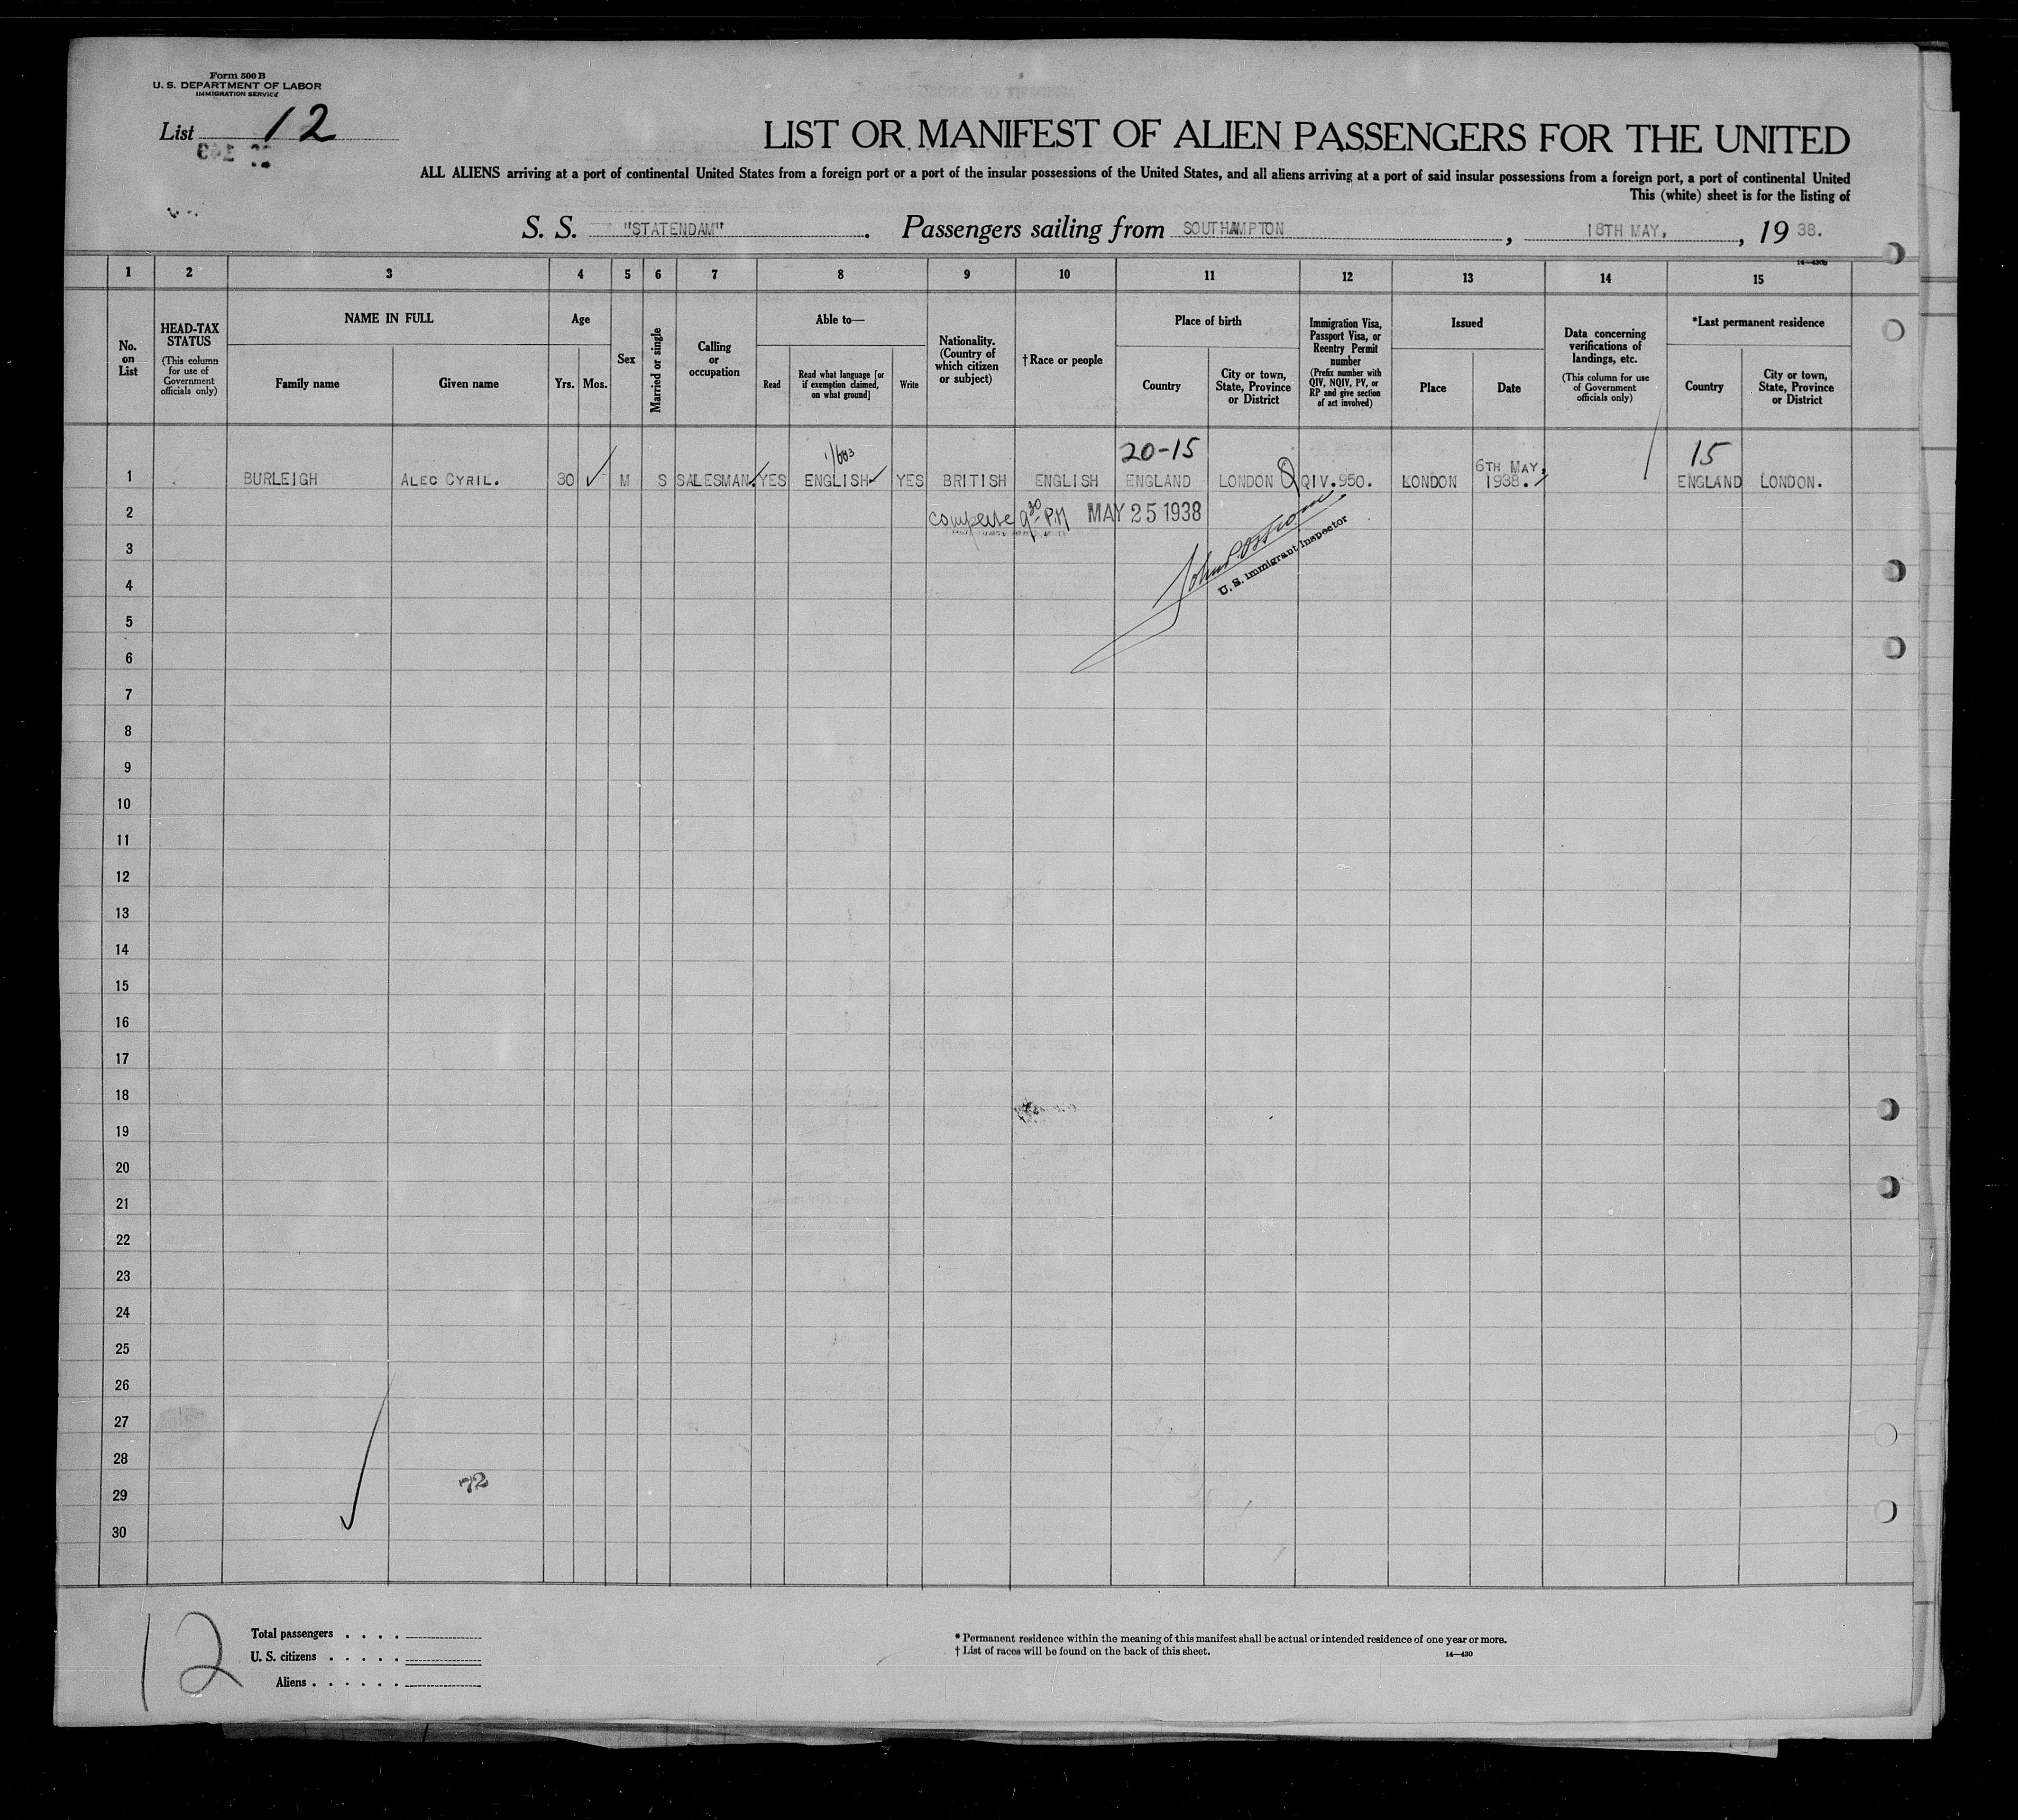 Form 500 B
U. S. DEPARTMENT OF LABOR
IMMIGRATION SERVICE
List 12
LIST OR MANIFEST OF ALIEN PASSENGERS FOR THE UNITED
ALL ALIENS arriving at a port of continental United States from a foreign port or a port of the insular possessions of the United States, and all aliens arriving at a port of said insular possessions from a foreign port, a port of continental United
This (white) sheet is for the listing of
S. S. "STATENDAM" . Passengers sailing from SOUTHAMPTON , 18TH MAY, , 19 38.
14—430b
1 2 3 4 5 6 7 8 9 10 11 12 13 14 15
No. on List
HEAD-TAX STATUS
(This column for use of Government officials only)
NAME IN FULL
Family name Given name
Age
Yrs. Mos.
Sex
Married or single
Calling or occupation
Able to—
Read
Read what language [or if exemption claimed, on what ground]
Write
Nationality. (Country of which citizen or subject)
†Race or people
Place of birth
Country
City or town, State, Province or District
Immigration Visa, Passport Visa, or Reentry Permit number
(Prefix number with QIV, NQIV, PV, or RP and give section of act involved)
Issued
Place Date
Data concerning verifications of landings, etc.
(This column for use of Government officials only)
*Last permanent residence
Country
City or town, State, Province or District
20-15 15
1 BURLEIGH ALEC CYRIL. 30 M S SALESMAN. YES ENGLISH YES BRITISH ENGLISH ENGLAND LONDON QIV.950. LONDON 6TH MAY, 1938. ENGLAND LONDON.
2 9 30 PM MAY 25 1938
U. S. Immigrant Inspector
3
4
5
6
7
8
9
10
11
12
13
14
15
16
17
18
19
20
21
22
23
24
25
26
27
28
29
30
72
12
Total passengers . . . .
U. S. citizens . . . . .
Aliens . . . . . .
* Permanent residence within the meaning of this manifest shall be actual or intended residence of one year or more.
† List of races will be found on the back of this sheet.
14—430